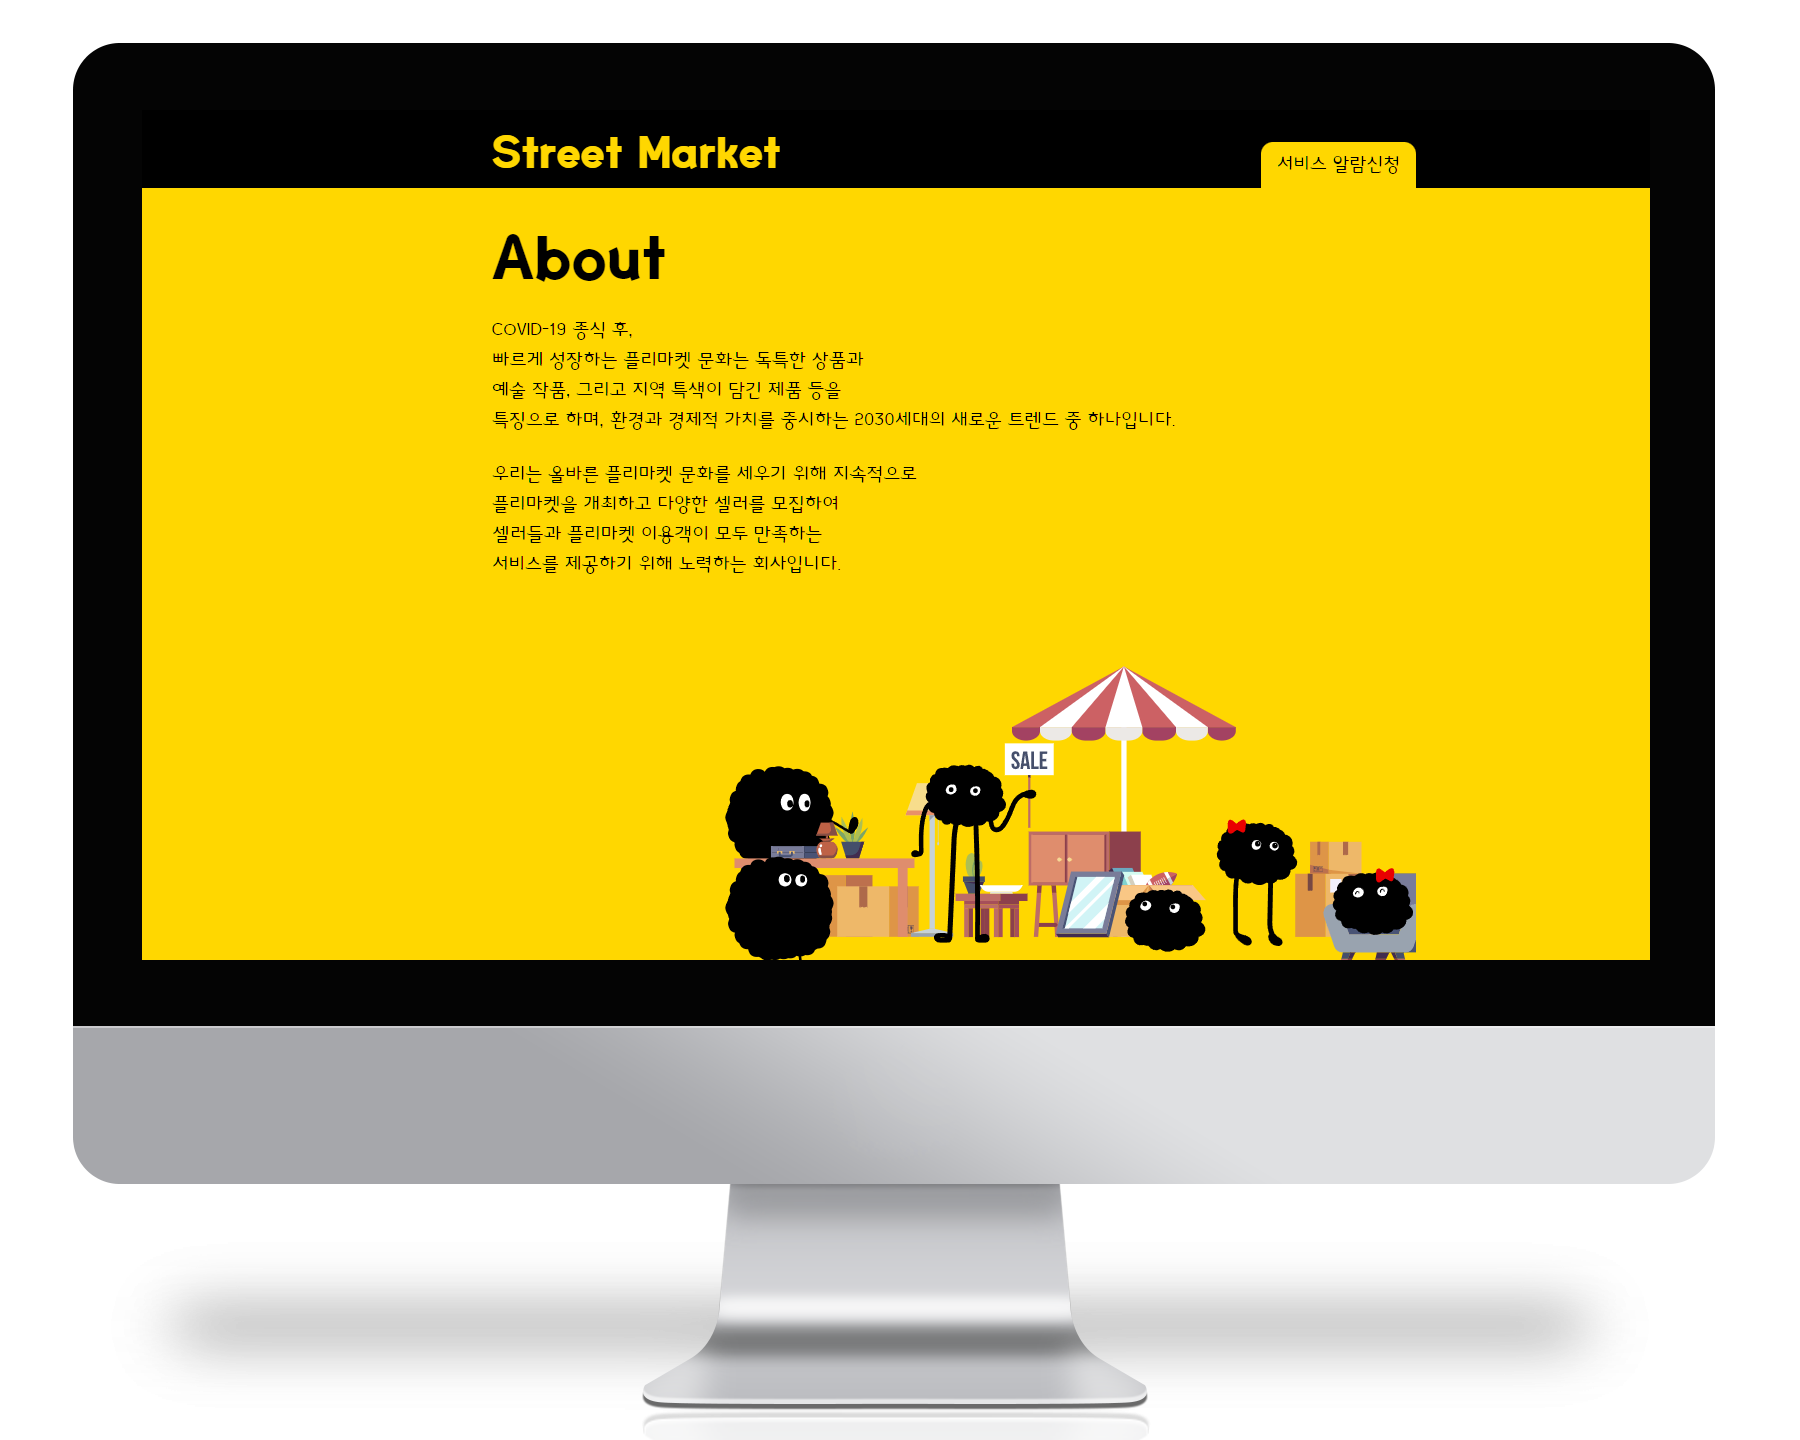 Street Market
서비스 알람신청
About
COVID-19 종식 후,
빠르게 성장하는 플리마켓 문화는 독특한 상품과
예술 작품, 그리고 지역 특색이 담긴 제품 등을
특징으로 하며, 환경과 경제적 가치를 중시하는 2030세대의 새로운 트렌드 중 하나입니다.
우리는 올바른 플리마켓 문화를 세우기 위해 지속적으로
플리마켓을 개최하고 다양한 셀러를 모집하여
셀러들과 플리마켓 이용객이 모두 만족하는
서비스를 제공하기 위해 노력하는 회사입니다.
SALE